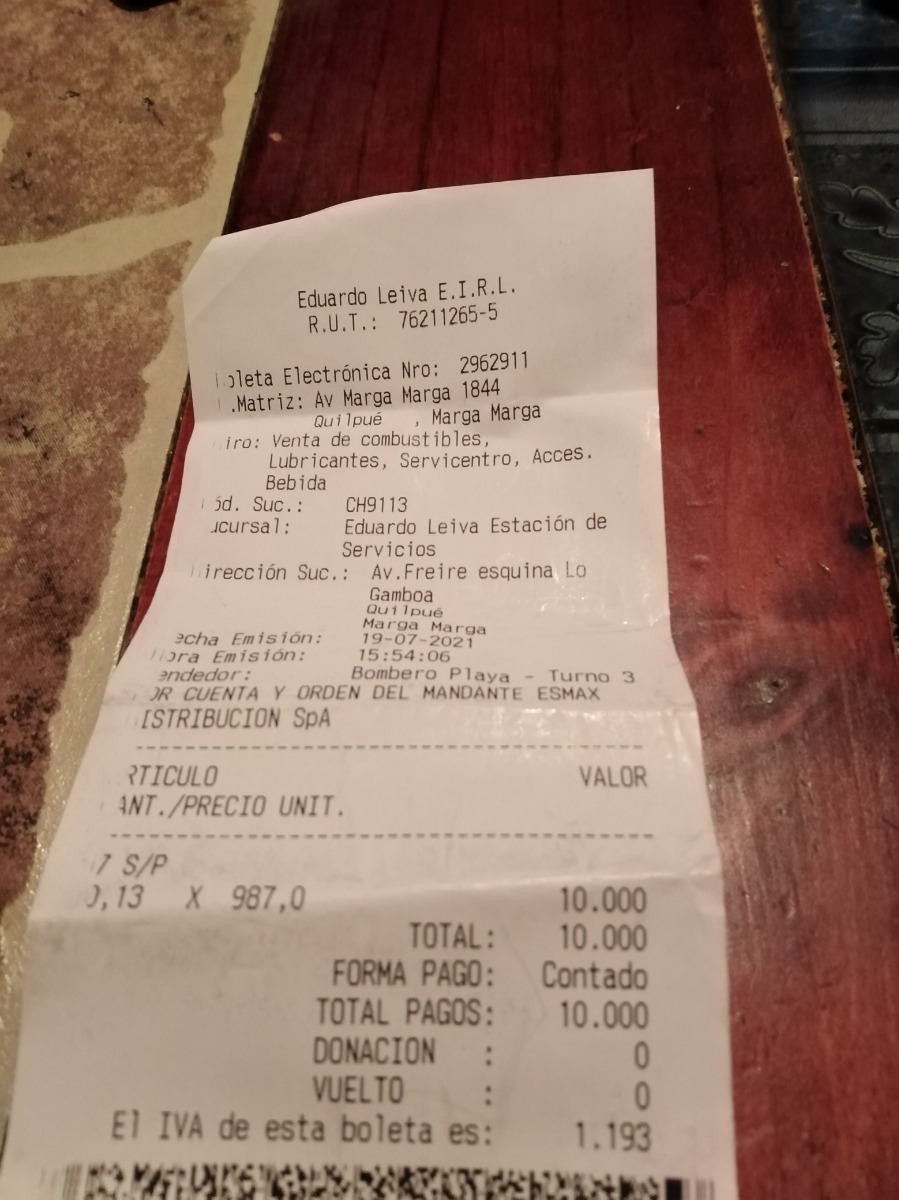 Eduardo Leiva E.I.R.L.
R.U.T.: 76211265-5
oleta Electrónica Nro: 2962911
.Matriz: Av Marga Marga 1844
Quilpué , Marga Marga
iro: Venta de combustibles,
Lubricantes, Servicentro, Acces.
Bebida
ód. Suc.: CH9113
ucursal: Eduardo Leiva Estación de
Servicios
irección Suc.: Av.Freire esquina Lo
Gamboa
Quilpué
Marga Marga
echa Emisión: 19-07-2021
ora Emisión: 15:54:06
endedor: Bombero Playa - Turno 3
OR CUENTA Y ORDEN DEL MANDANTE ESMAX
ISTRIBUCION SpA
RTICULO VALOR
ANT./PRECIO UNIT.
7 S/P
0,13 X 987,0 10.000
TOTAL: 10.000
FORMA PAGO: Contado
TOTAL PAGOS: 10.000
DONACION : 0
VUELTO : 0
El IVA de esta boleta es: 1.193